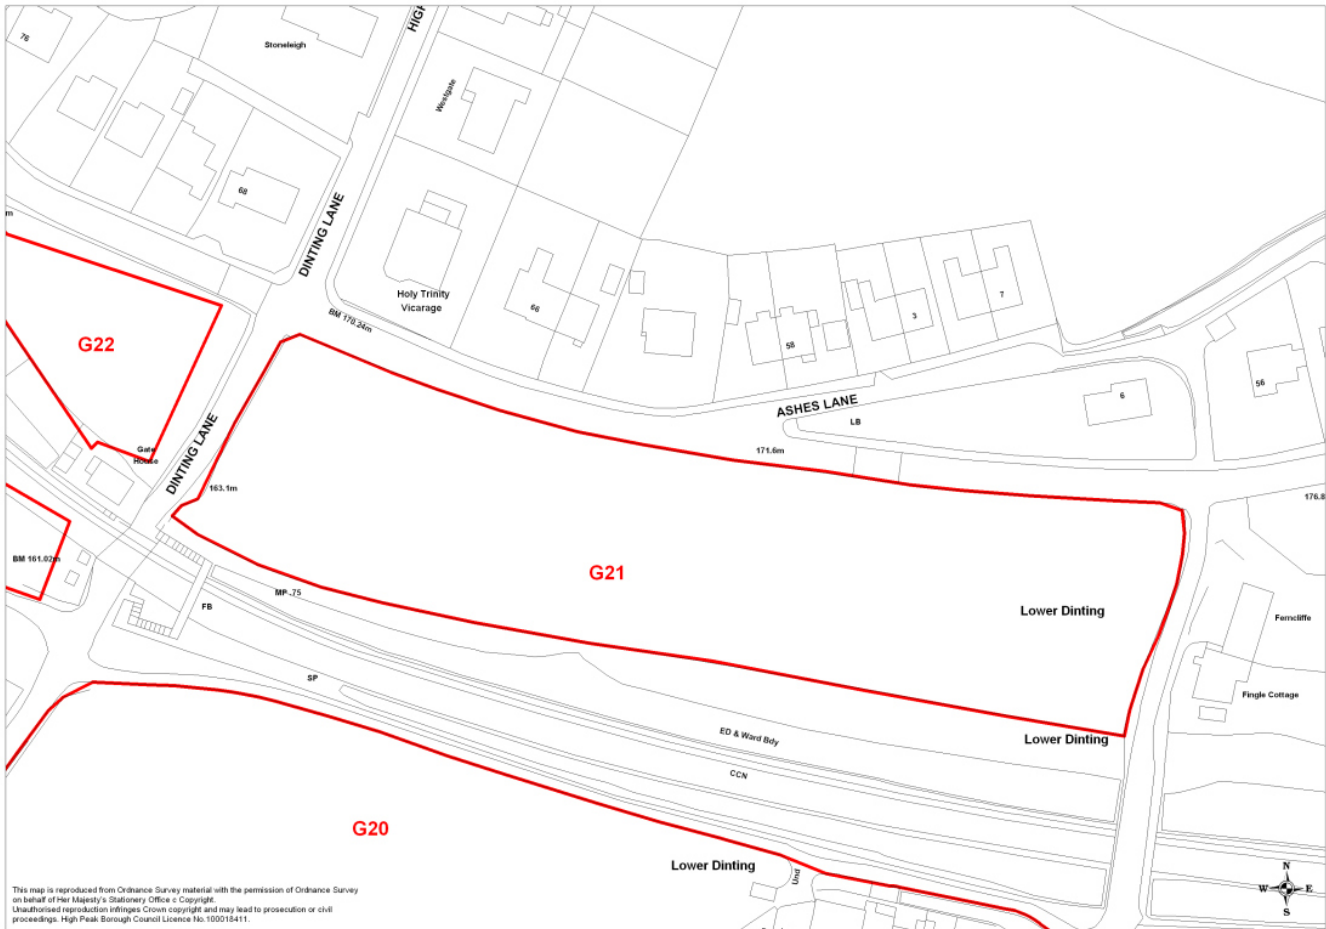 76
Stoneleigh
HIGH
Westgate
68
m
DINTING LANE
Holy Trinity
Vicarage
66
BM 170.24m
7
3
58
G22
56
6
ASHES LANE
LB
171.6m
Gate
House
DINTING LANE
163.1m
176.8
BM 161.02m
G21
MP .75
FB
Lower Dinting
Ferncliffe
SP
Fingle Cottage
ED & Ward Bdy
Lower Dinting
CCN
G20
Lower Dinting
Und
N
W E
S
This map is reproduced from Ordnance Survey material with the permission of Ordnance Survey
on behalf of Her Majesty's Stationery Office c Copyright.
Unauthorised reproduction infringes Crown copyright and may lead to prosecution or civil
proceedings. High Peak Borough Council Licence No.100018411.